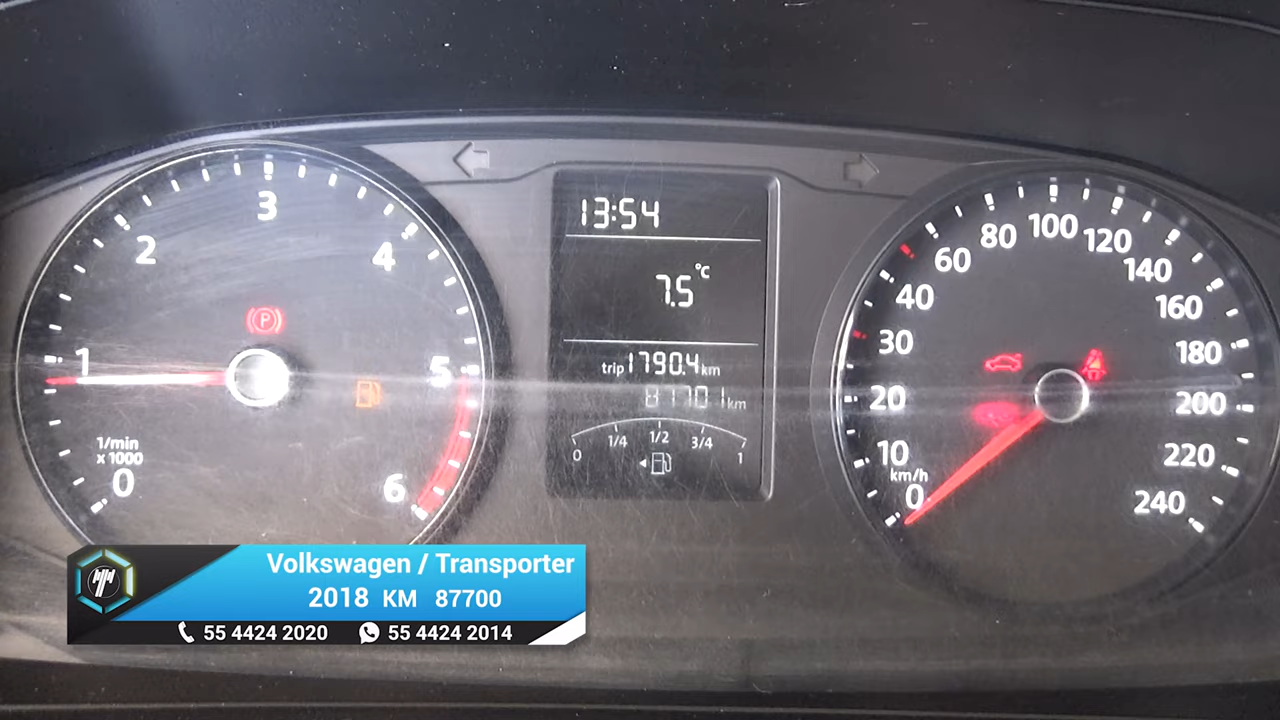 0
1
2
3
4
5
6
1/min
x 1000
(P)
13:54
7.5 °C
trip 1790.4 km
km
0 1/4 1/2 3/4 1
0
10
20
30
40
60
80
100
120
140
160
180
200
220
240
km/h
Volkswagen / Transporter
2018 KM 87700
55 4424 2020 55 4424 2014